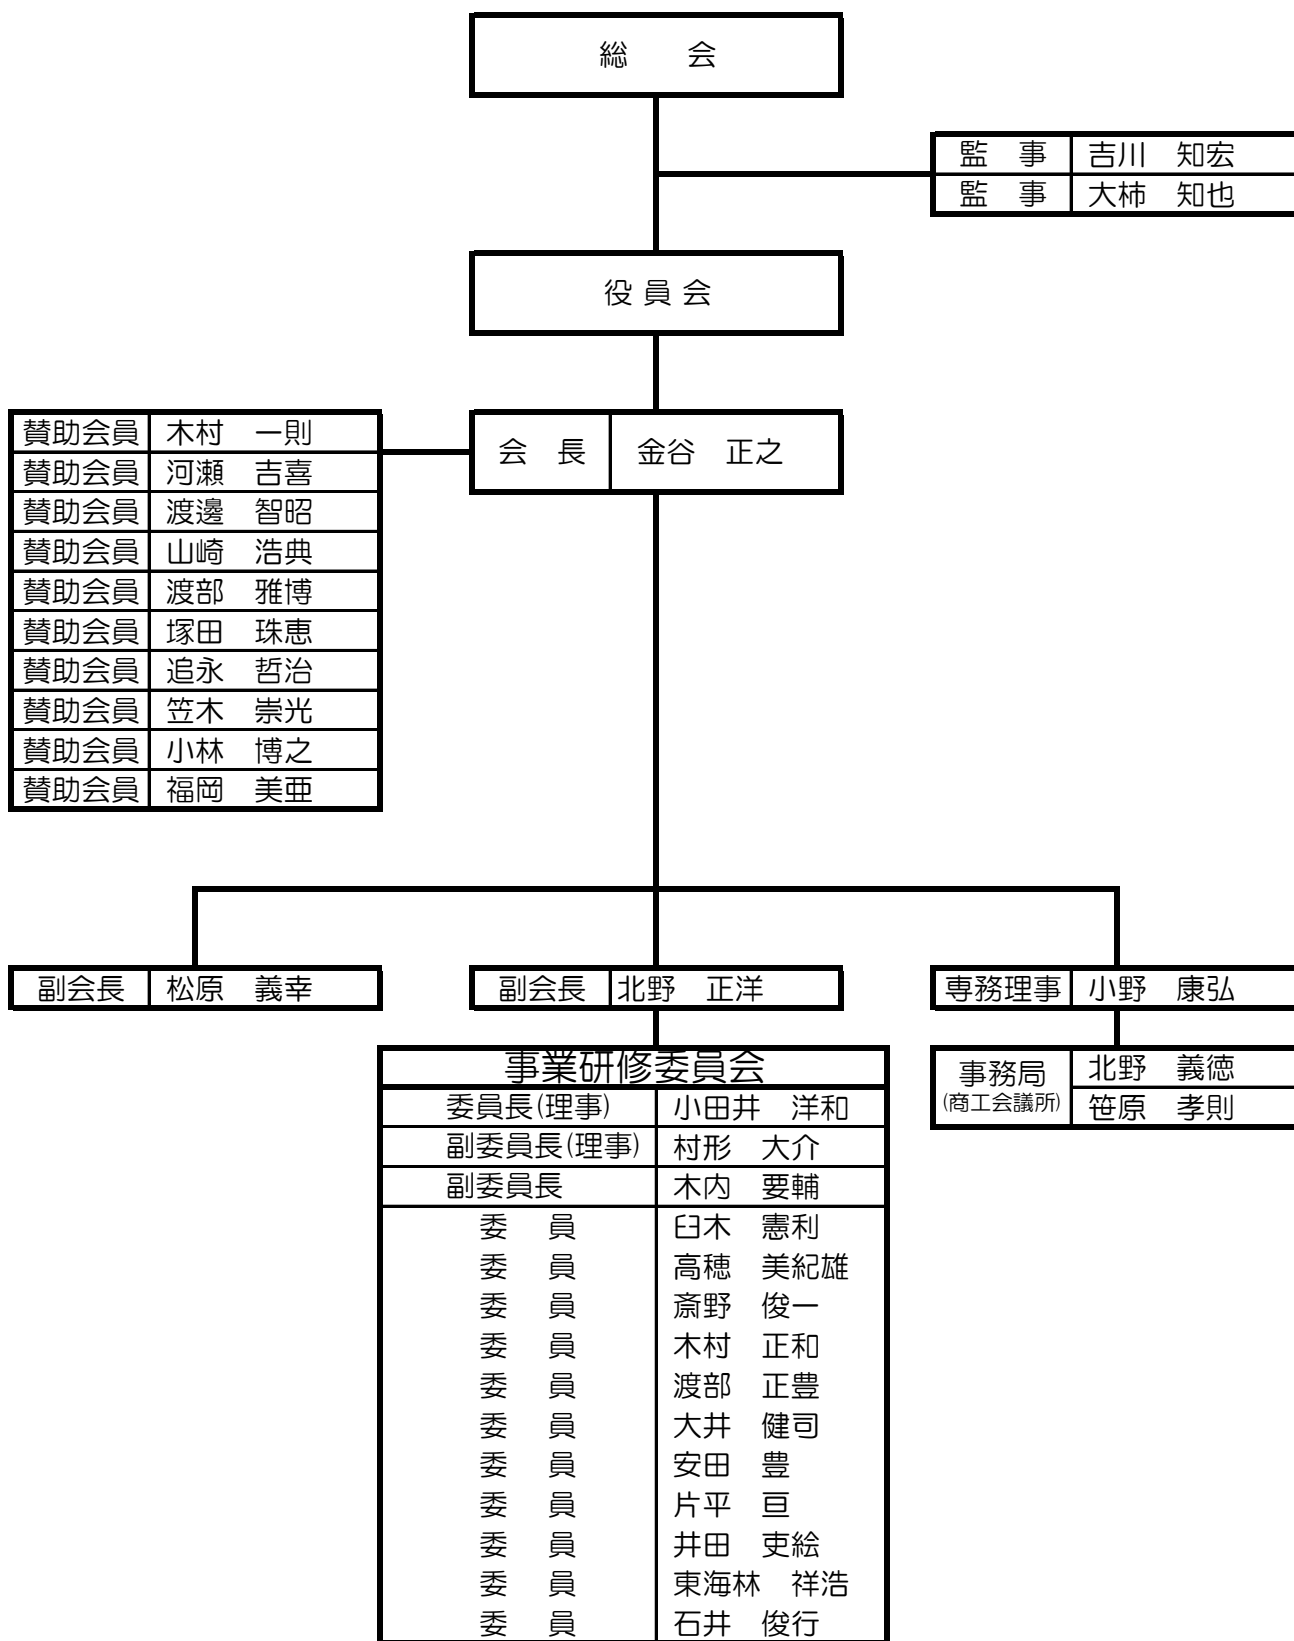 総　会
監　事　吉川　知宏
監　事　大柿　知也
役員会
会　長　金谷　正之
賛助会員　木村　一則
賛助会員　河瀬　吉喜
賛助会員　渡邊　智昭
賛助会員　山崎　浩典
賛助会員　渡部　雅博
賛助会員　塚田　珠恵
賛助会員　追永　哲治
賛助会員　笠木　崇光
賛助会員　小林　博之
賛助会員　福岡　美亜
副会長　松原　義幸
副会長　北野　正洋
専務理事　小野　康弘
事務局
(商工会議所)
北野　義徳
笹原　孝則
事業研修委員会
委員長(理事)　小田井　洋和
副委員長(理事)　村形　大介
副委員長　木内　要輔
委　員　臼木　憲利
委　員　高穂　美紀雄
委　員　斎野　俊一
委　員　木村　正和
委　員　渡部　正豊
委　員　大井　健司
委　員　安田　豊
委　員　片平　亘
委　員　井田　吏絵
委　員　東海林　祥浩
委　員　石井　俊行